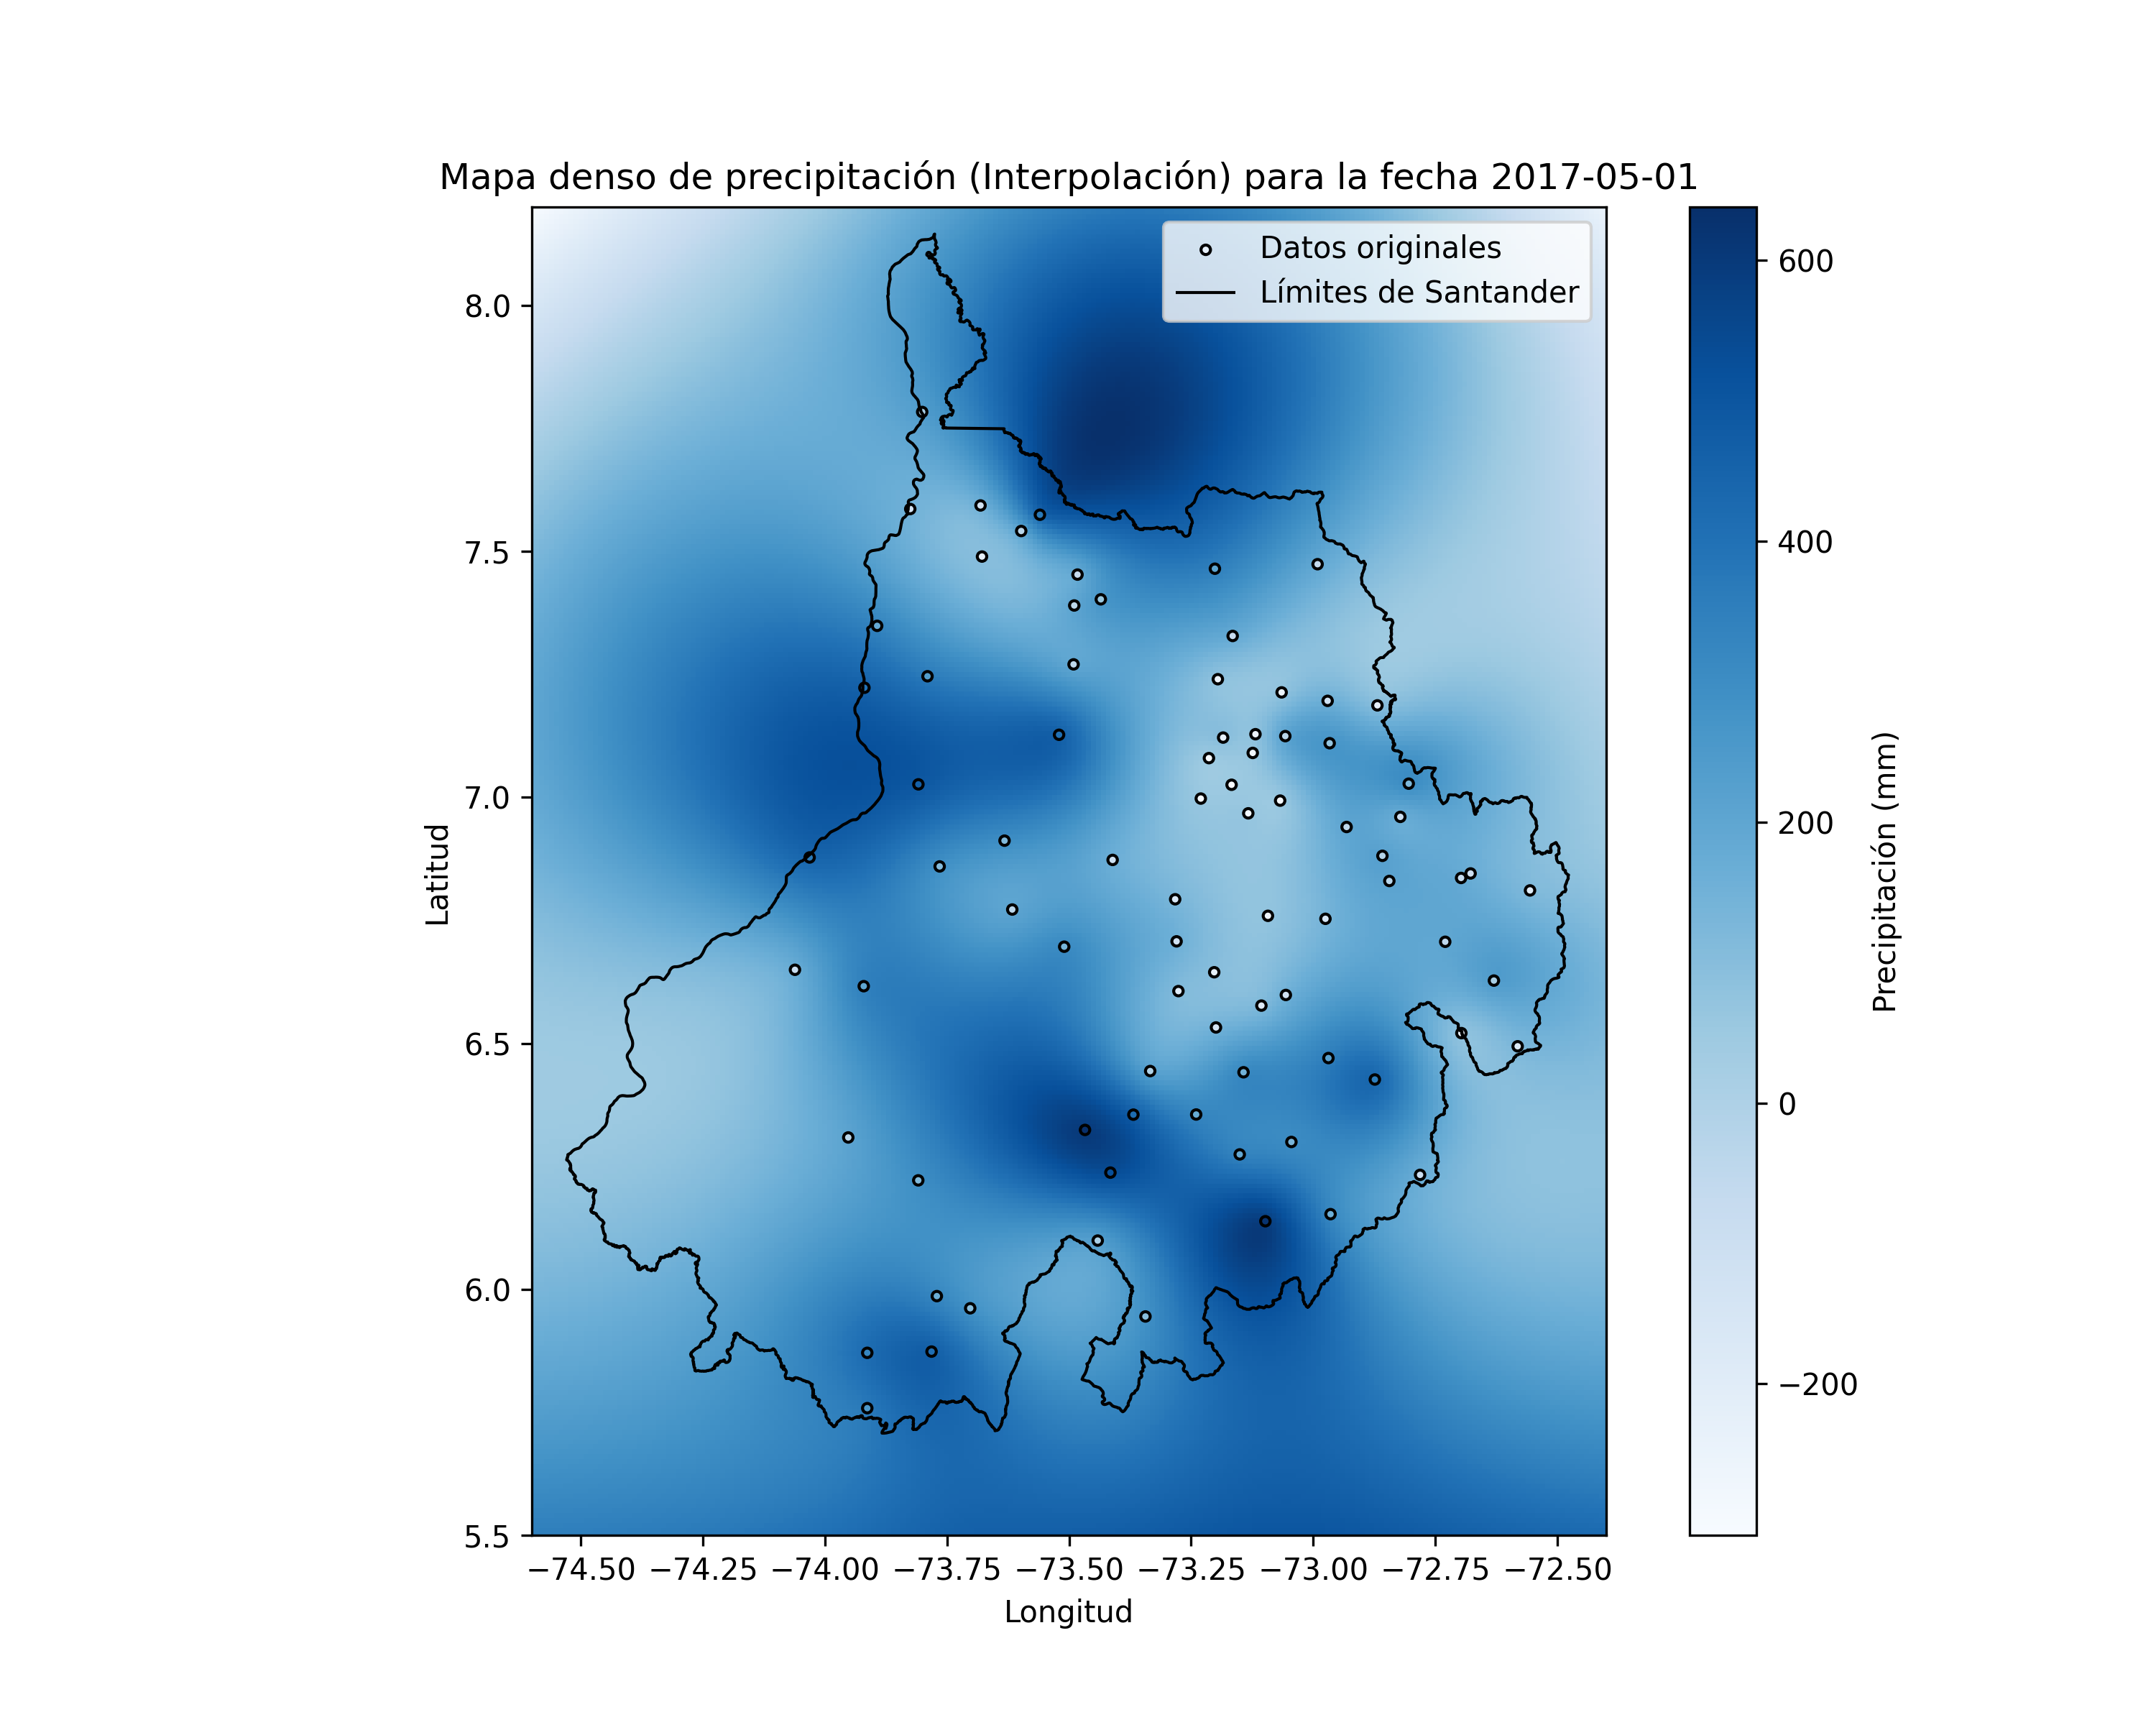 Mapa denso de precipitación (Interpolación) para la fecha 2017-05-01
Datos originales
Límites de Santander
8.0
7.5
7.0
6.5
6.0
5.5
Latitud
−74.50 −74.25 −74.00 −73.75 −73.50 −73.25 −73.00 −72.75 −72.50
Longitud
600
400
200
0
−200
Precipitación (mm)